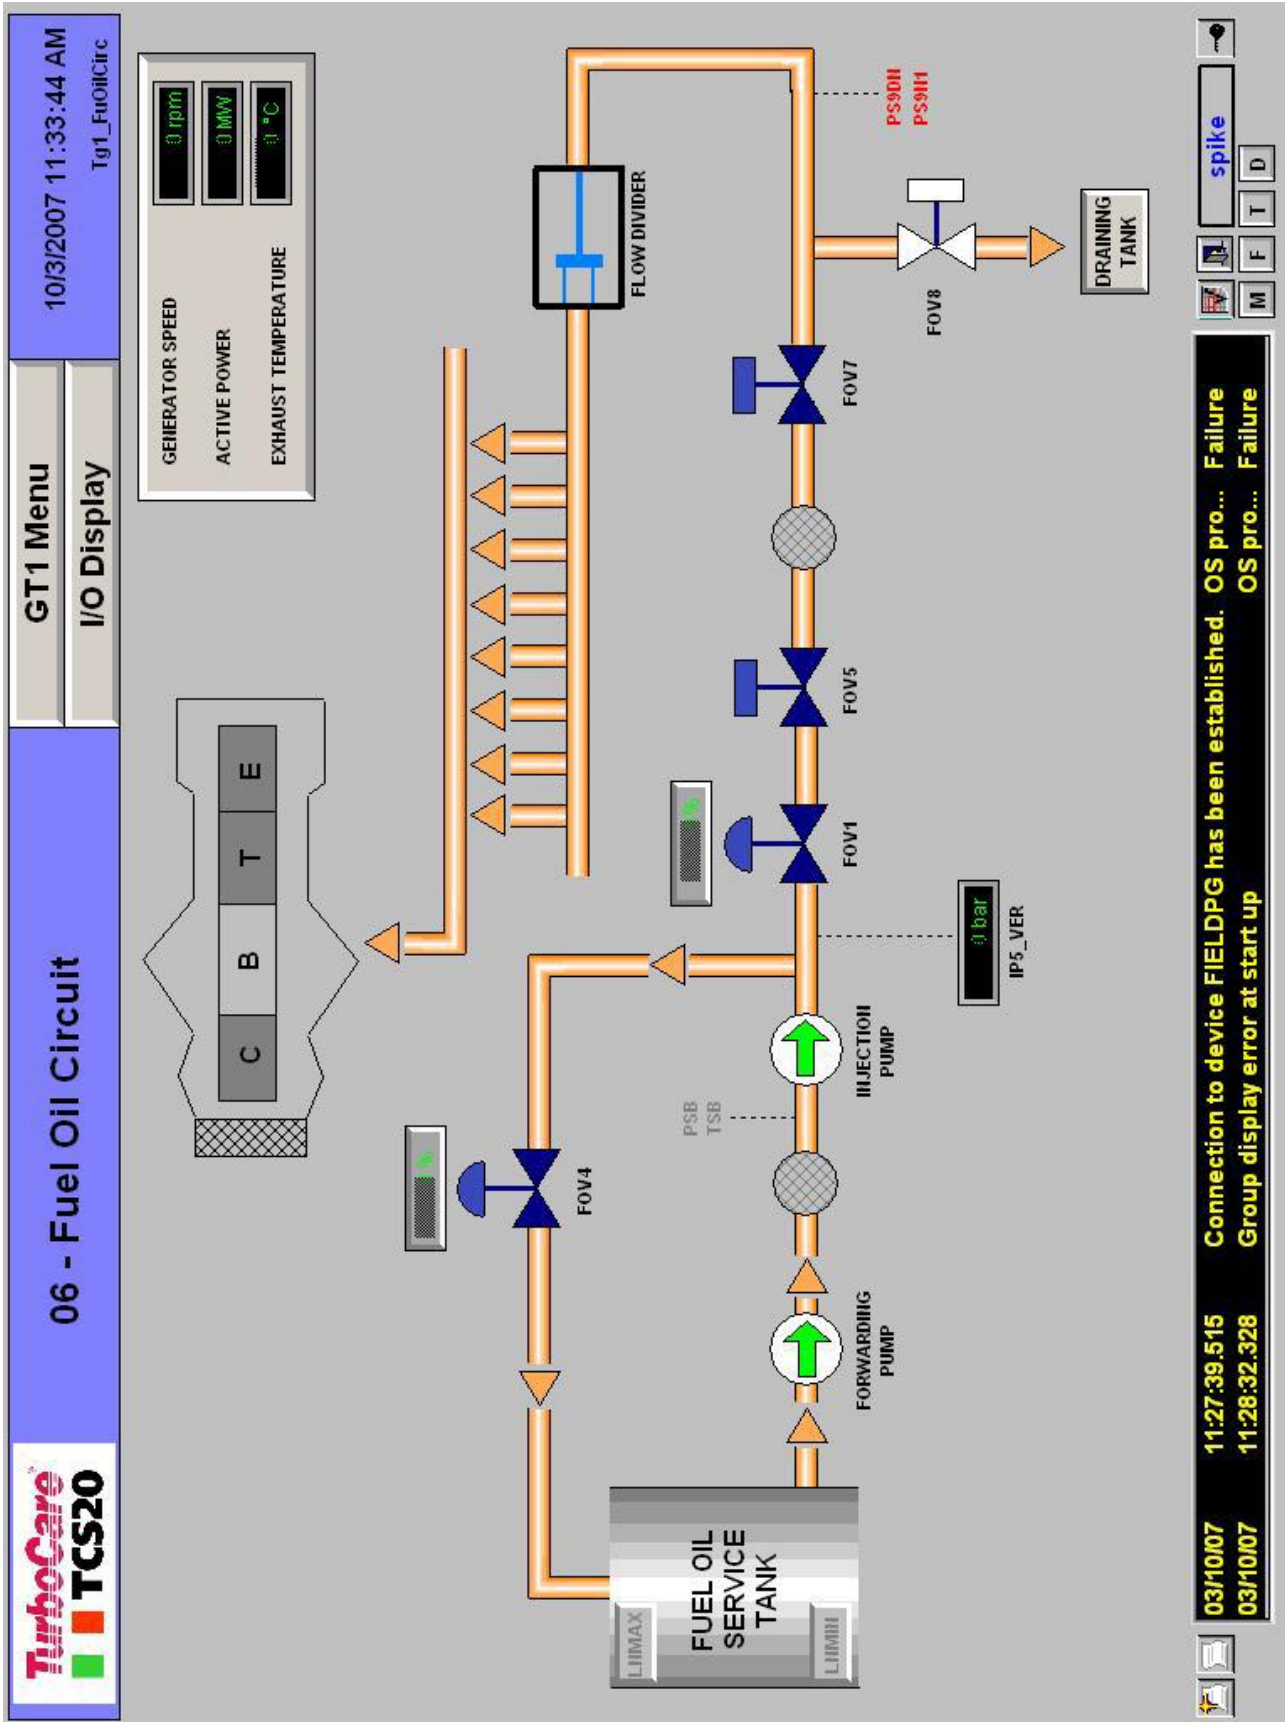 TurboCare
TCS20
06 - Fuel Oil Circuit
GT1 Menu
I/O Display
10/3/2007 11:33:44 AM
Tg1_FuOilCirc
C B T E
GENERATOR SPEED
0 rpm
ACTIVE POWER
0 MW
EXHAUST TEMPERATURE
0 °C
%
FOV4
FLOW DIVIDER
%
FUEL OIL
SERVICE
TANK
LHMAX
LHMIN
FORWARDING
PUMP
PSB
TSB
INJECTION
PUMP
FOV1
FOV5
FOV7
PS9DH
PS9H1
0 bar
IP5_VER
FOV8
DRAINING
TANK
03/10/07 11:27:39.515 Connection to device FIELDPG has been established. OS pro... Failure
03/10/07 11:28:32.328 Group display error at start up OS pro... Failure
spike
M F T D